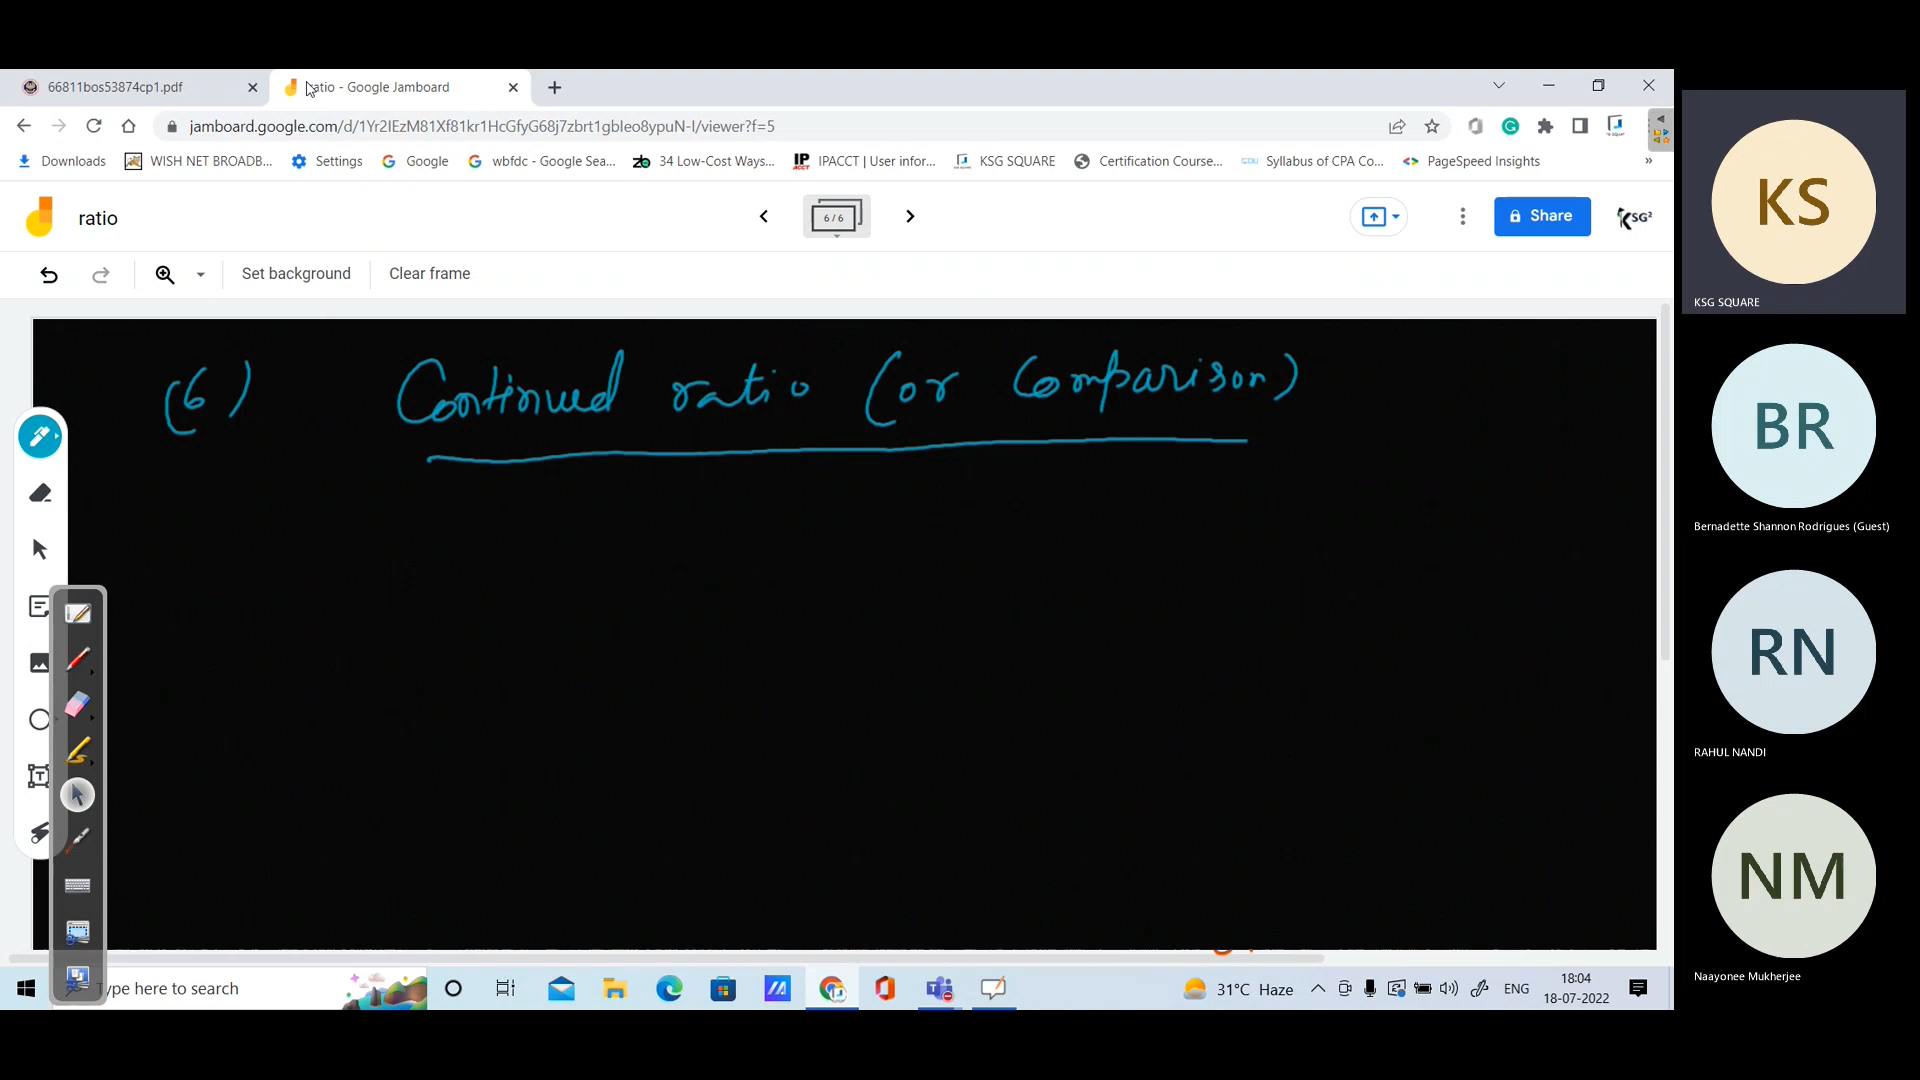 66811bos53874cp1.pdf
ratio - Google Jamboard
jamboard.google.com/d/1Yr2IEzM81Xf81kr1HcGfyG68j7zbrt1gbIeo8ypuN-I/viewer?f=5
Downloads WISH NET BROADB... Settings Google wbfdc - Google Sea... 34 Low-Cost Ways... IPACCT | User infor... KSG SQUARE Certification Course... Syllabus of CPA Co... PageSpeed Insights »
ratio
6 / 6
Share
KSG²
Set background Clear frame
(6) Continued ratio (or Comparison)
Type here to search
31°C Haze
ENG
18:04
18-07-2022
KS
KSG SQUARE
BR
Bernadette Shannon Rodrigues (Guest)
RN
RAHUL NANDI
NM
Naayonee Mukherjee